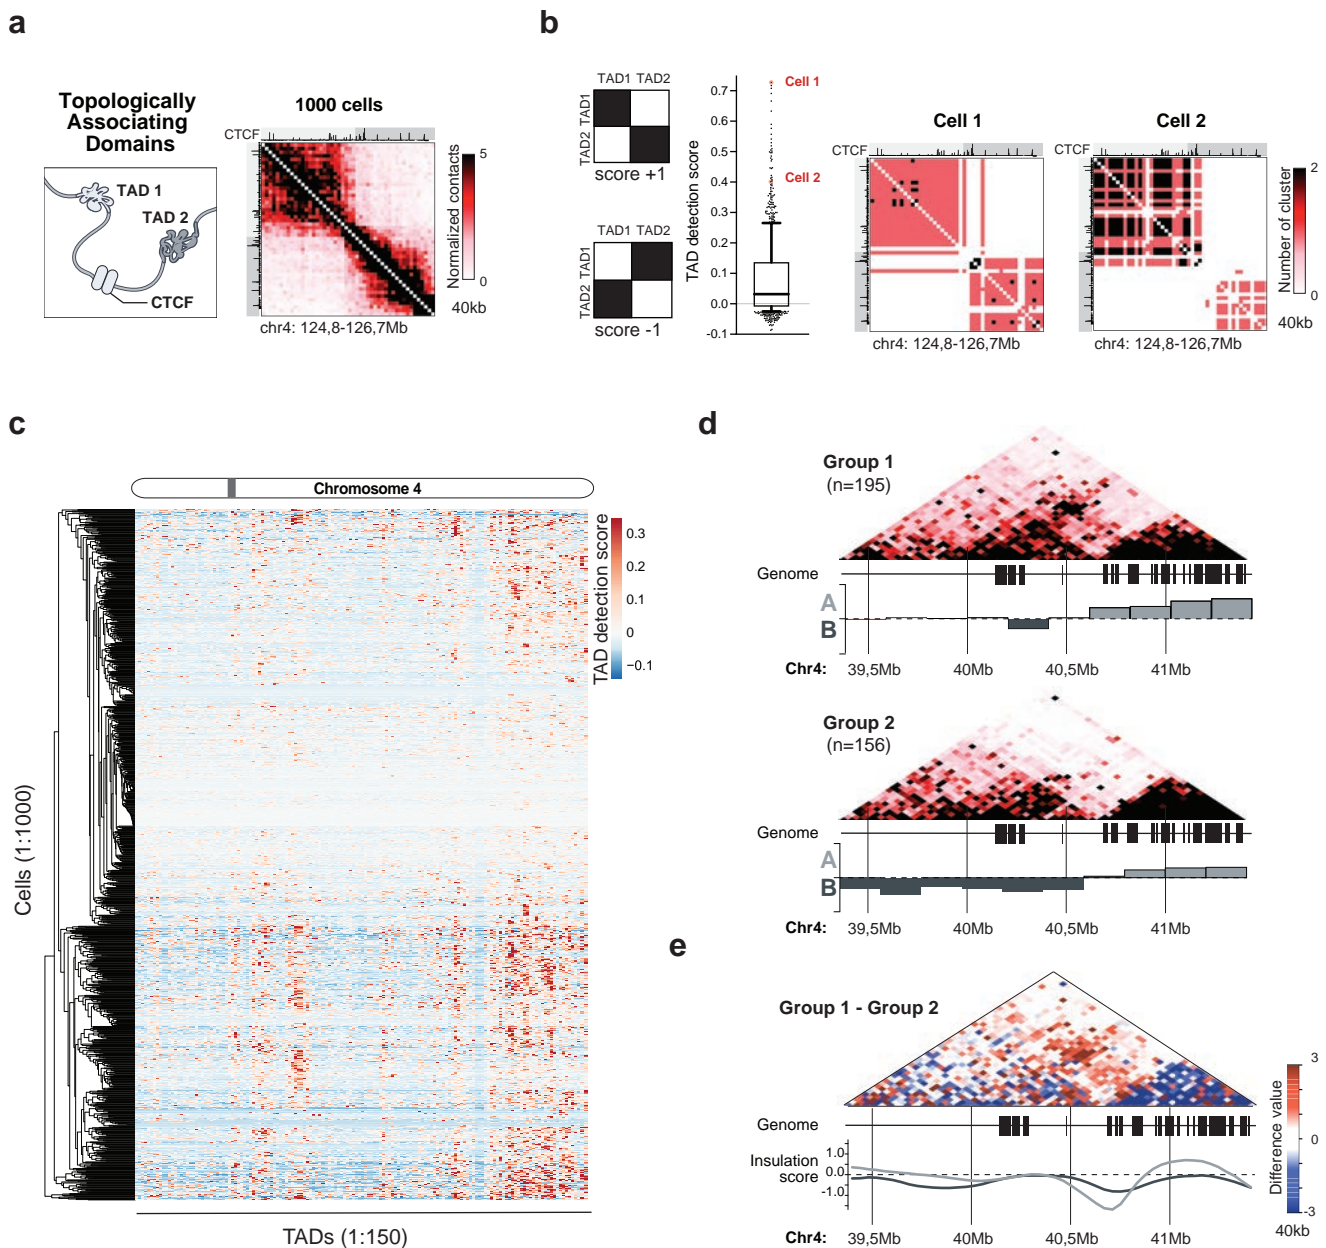 a
Topologically
Associating
Domains
TAD 1
TAD 2
CTCF
1000 cells
CTCF
5
0
Normalized contacts
40kb
chr4: 124,8-126,7Mb
b
TAD1 TAD2
TAD1
TAD2
score +1
TAD1 TAD2
TAD1
TAD2
score -1
TAD detection score
0.7
0.6
0.5
0.4
0.3
0.2
0.1
0.0
-0.1
Cell 1
Cell 2
Cell 1
CTCF
chr4: 124,8-126,7Mb
Cell 2
CTCF
chr4: 124,8-126,7Mb
2
0
Number of cluster
40kb
c
Chromosome 4
Cells (1:1000)
TADs (1:150)
TAD detection score
0.3
0.2
0.1
0
−0.1
d
Group 1
(n=195)
Genome
A
B
Chr4: 39,5Mb 40Mb 40,5Mb 41Mb
Group 2
(n=156)
Genome
A
B
Chr4: 39,5Mb 40Mb 40,5Mb 41Mb
e
Group 1 - Group 2
Genome
Insulation
score
1.0
0.0
-1.0
Chr4: 39,5Mb 40Mb 40,5Mb 41Mb
3
0
-3
Difference value
40kb